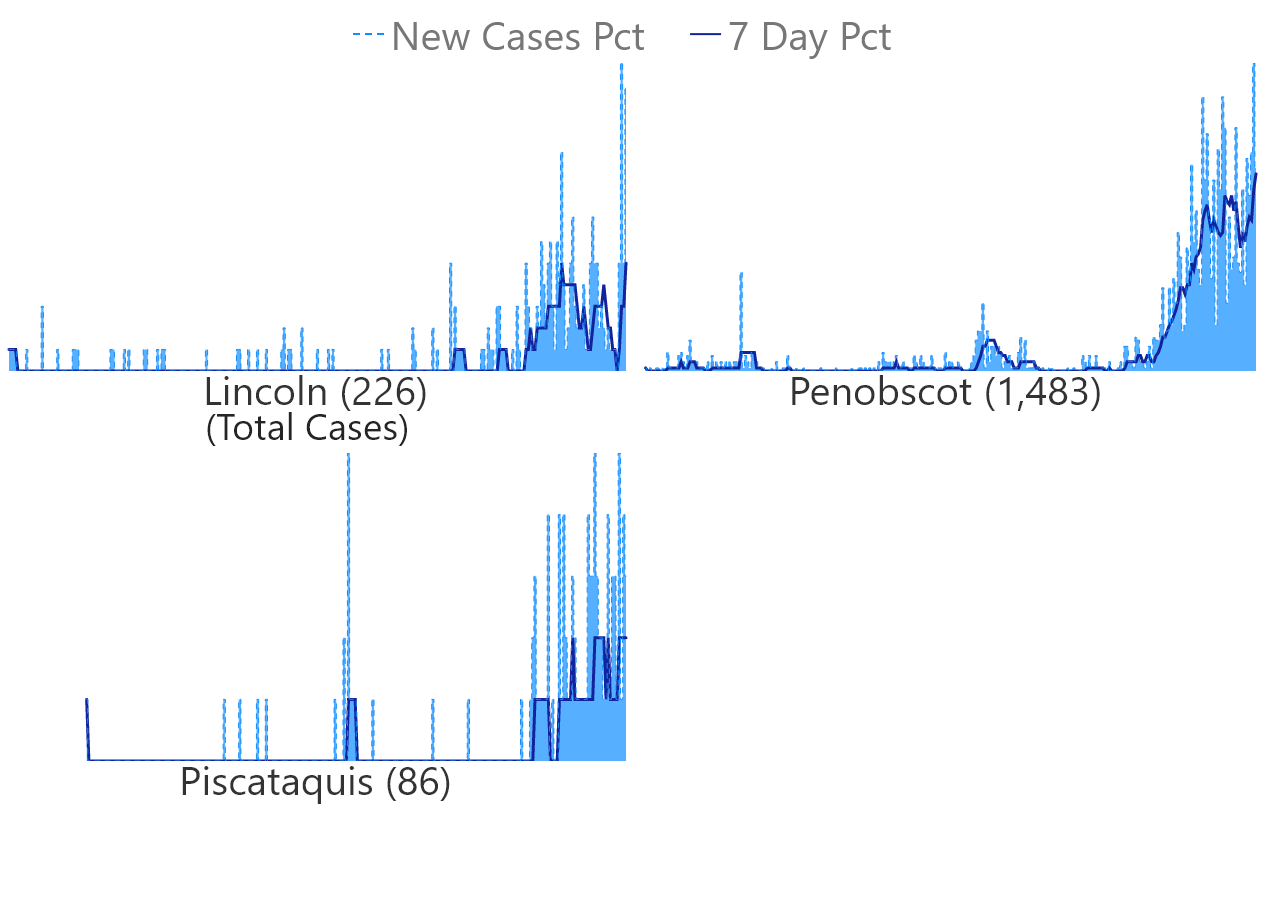 New Cases Pct 7 Day Pct
Lincoln (226)
(Total Cases)
Penobscot (1,483)
Piscataquis (86)